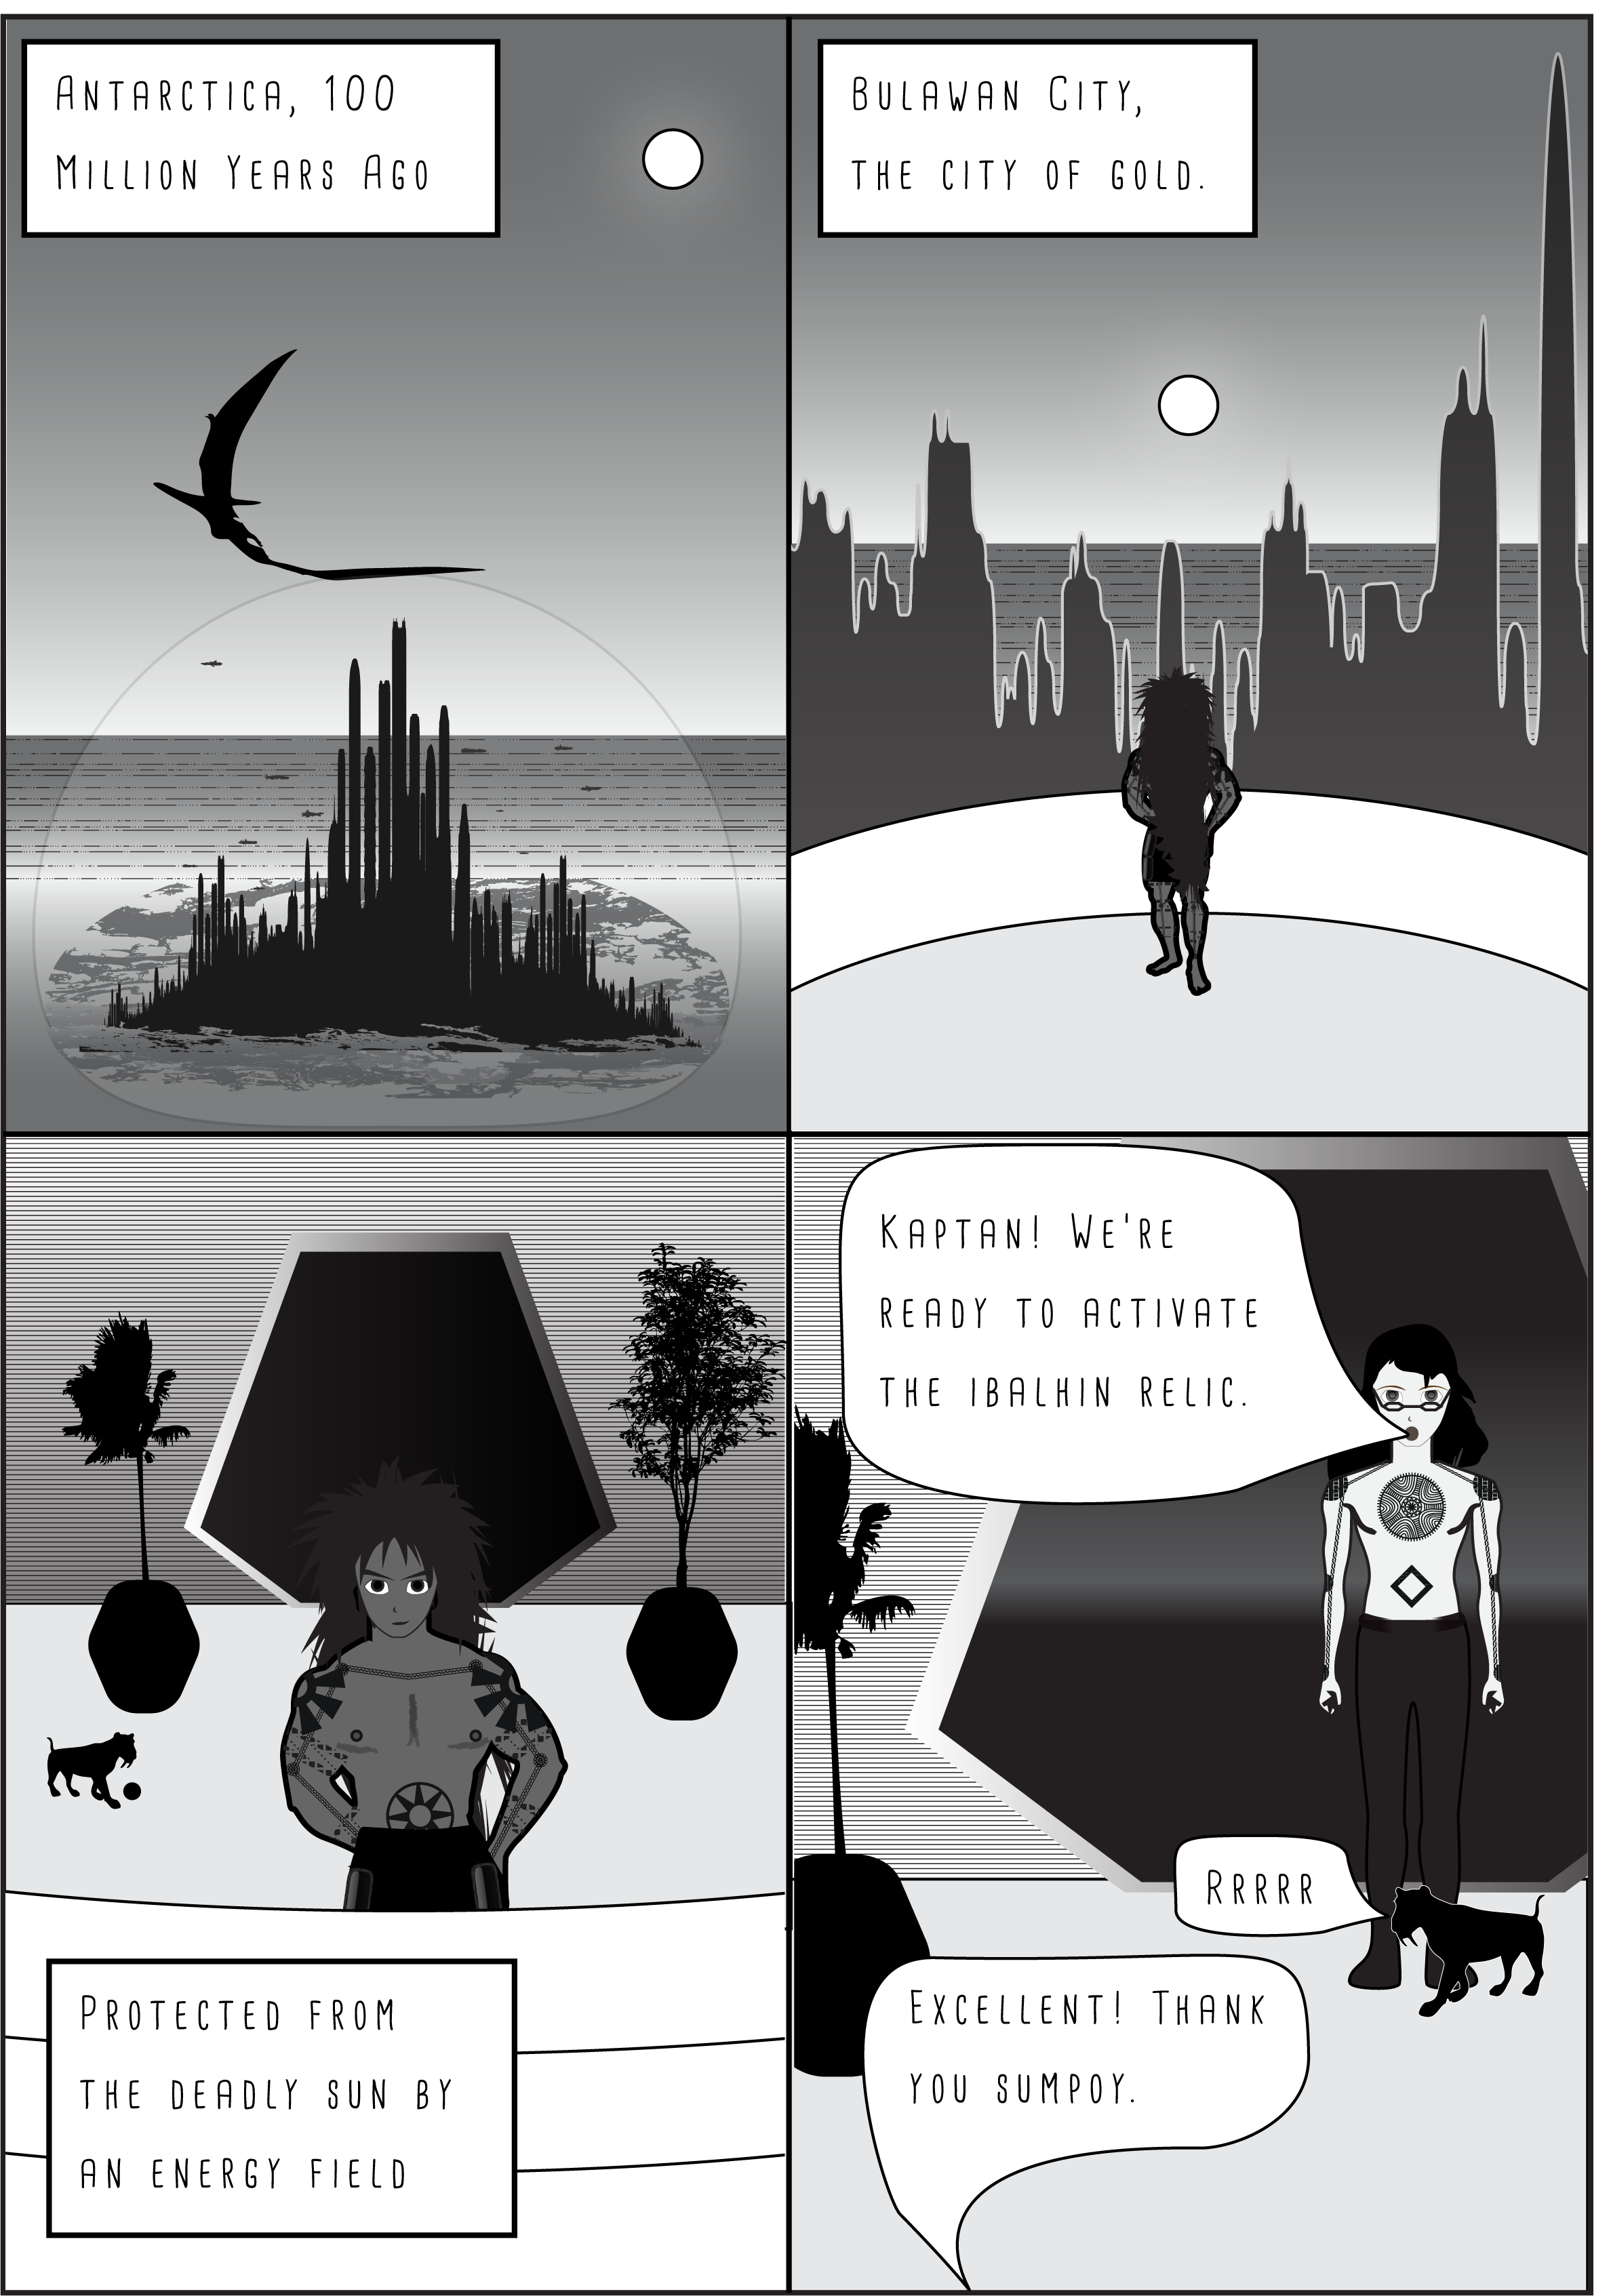 Antarctica, 100
Million Years Ago
Bulawan City,
the city of gold.
Protected from
the deadly sun by
an energy field
Kaptan! We're
ready to activate
the Ibalhin relic.
Rrrrr
Excellent! Thank
you sumpoy.